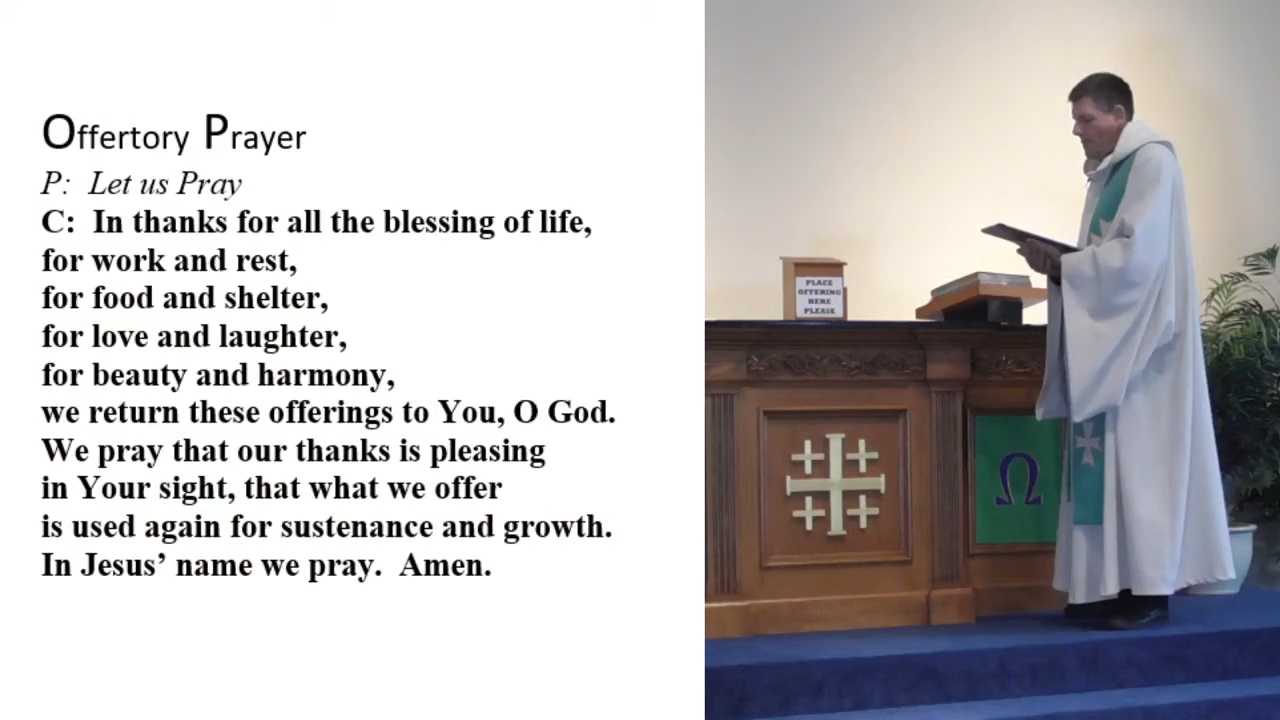 Offertory Prayer
P:  Let us Pray
C:  In thanks for all the blessing of life,
for work and rest,
for food and shelter,
for love and laughter,
for beauty and harmony,
we return these offerings to You, O God.
We pray that our thanks is pleasing
in Your sight, that what we offer
is used again for sustenance and growth.
In Jesus’ name we pray.  Amen.
PLACE
OFFERING
HERE
PLEASE
Ω